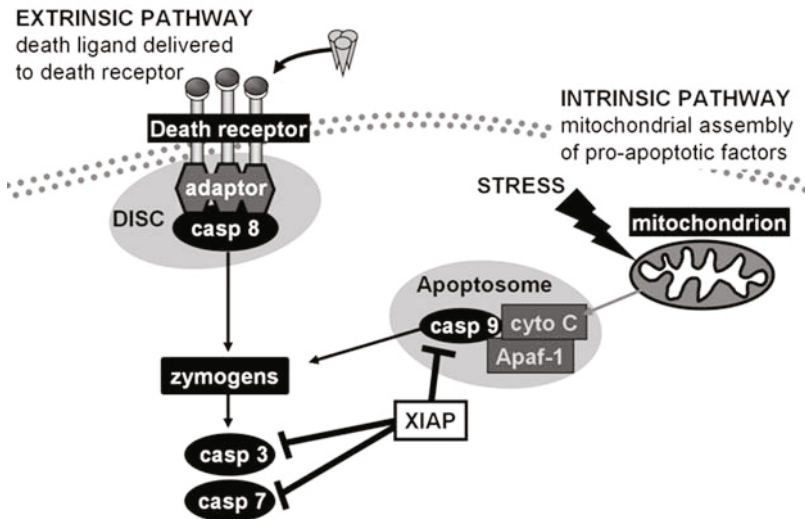 EXTRINSIC PATHWAY
death ligand delivered
to death receptor
Death receptor
adaptor
DISC
casp 8
INTRINSIC PATHWAY
mitochondrial assembly
of pro-apoptotic factors
STRESS
mitochondrion
Apoptosome
casp 9
cyto C
Apaf-1
zymogens
XIAP
casp 3
casp 7